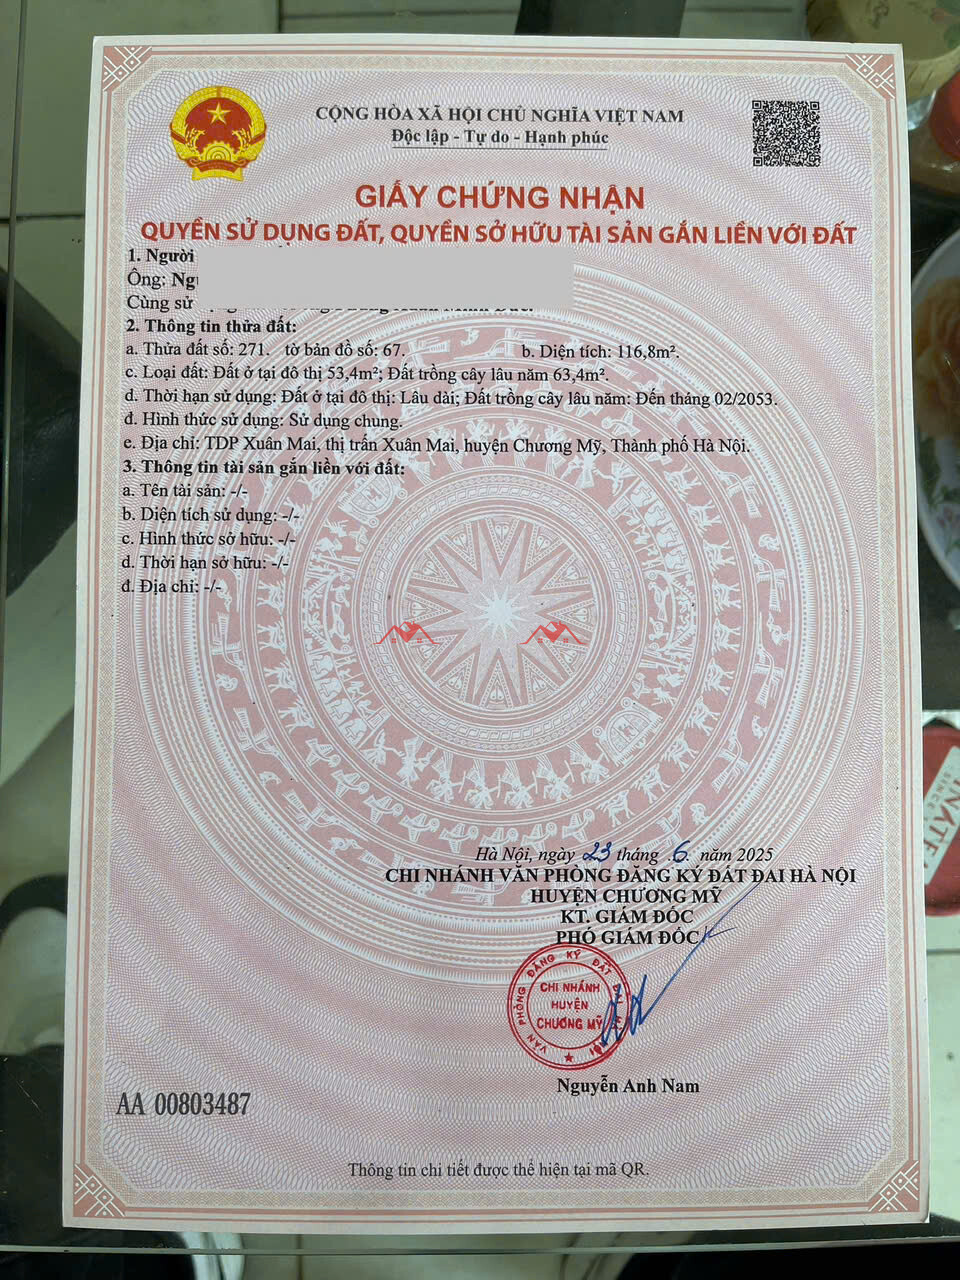 CỘNG HÒA XÃ HỘI CHỦ NGHĨA VIỆT NAM
Độc lập - Tự do - Hạnh phúc
GIẤY CHỨNG NHẬN
QUYỀN SỬ DỤNG ĐẤT, QUYỀN SỞ HỮU TÀI SẢN GẮN LIỀN VỚI ĐẤT
1. Người
Ông:
Cùng sử
2. Thông tin thửa đất:
a. Thửa đất số: 271. tờ bản đồ số: 67. b. Diện tích: 116,8m².
c. Loại đất: Đất ở tại đô thị 53,4m²; Đất trồng cây lâu năm 63,4m².
d. Thời hạn sử dụng: Đất ở tại đô thị: Lâu dài; Đất trồng cây lâu năm: Đến tháng 02/2053.
đ. Hình thức sử dụng: Sử dụng chung.
e. Địa chỉ: TDP Xuân Mai, thị trấn Xuân Mai, huyện Chương Mỹ, Thành phố Hà Nội.
3. Thông tin tài sản gắn liền với đất:
a. Tên tài sản: -/-
b. Diện tích sử dụng: -/-
c. Hình thức sở hữu: -/-
d. Thời hạn sở hữu: -/-
đ. Địa chỉ: -/-
Hà Nội, ngày 23 tháng 6 năm 2025
CHI NHÁNH VĂN PHÒNG ĐĂNG KÝ ĐẤT ĐAI HÀ NỘI
HUYỆN CHƯƠNG MỸ
KT. GIÁM ĐỐC
PHÓ GIÁM ĐỐC
VĂN PHÒNG ĐĂNG KÝ ĐẤT ĐAI HÀ NỘI
CHI NHÁNH
HUYỆN
CHƯƠNG MỸ
Nguyễn Anh Nam
AA 00803487
Thông tin chi tiết được thể hiện tại mã QR.